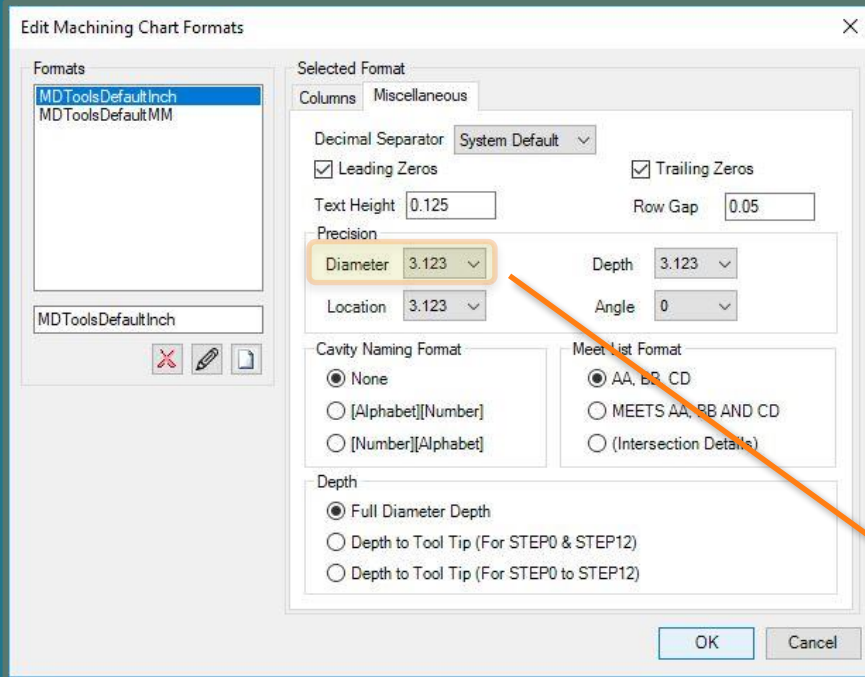 Edit Machining Chart Formats
Formats
MDToolsDefaultInch
MDToolsDefaultMM
MDToolsDefaultInch
Selected Format
Columns Miscellaneous
Decimal Separator System Default
Leading Zeros Trailing Zeros
Text Height 0.125 Row Gap 0.05
Precision
Diameter 3.123 Depth 3.123
Location 3.123 Angle 0
Cavity Naming Format
None
[Alphabet][Number]
[Number][Alphabet]
Meet List Format
AA, BB, CD
MEETS AA, BB AND CD
(Intersection Details)
Depth
Full Diameter Depth
Depth to Tool Tip (For STEP0 & STEP12)
Depth to Tool Tip (For STEP0 to STEP12)
OK Cancel